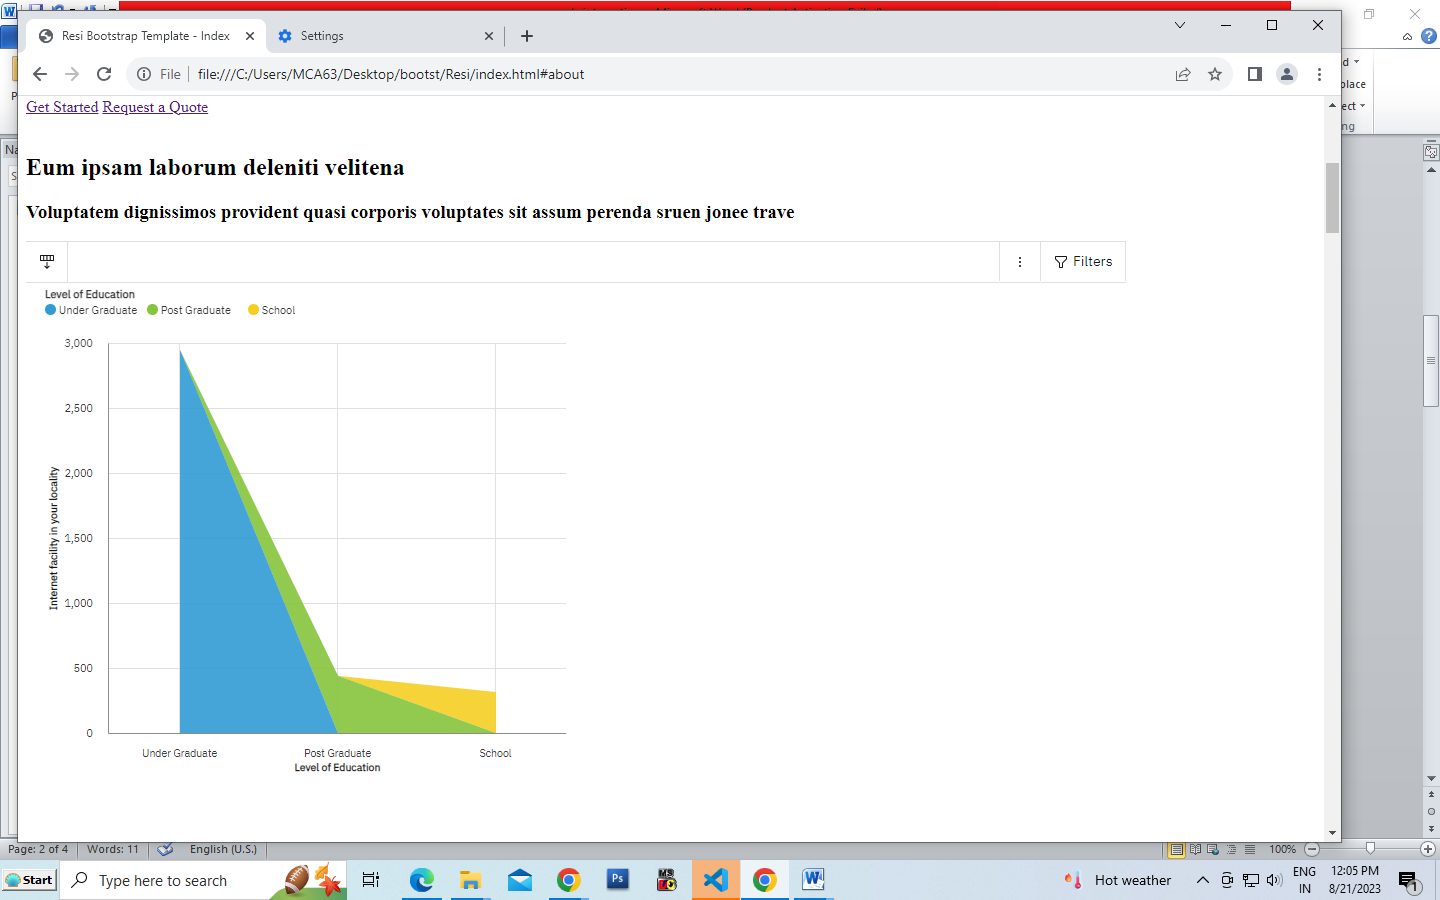 Resi Bootstrap Template - Index
Settings
File
file:///C:/Users/MCA63/Desktop/bootst/Resi/index.html#about
Get Started Request a Quote
Eum ipsam laborum deleniti velitena
Voluptatem dignissimos provident quasi corporis voluptates sit assum perenda sruen jonee trave
Filters
Level of Education
Under Graduate
Post Graduate
School
3,000
2,500
2,000
1,500
1,000
500
0
Internet facility in your locality
Under Graduate
Post Graduate
School
Level of Education
Page: 2 of 4
Words: 11
English (U.S.)
100%
Start
Type here to search
Ps
Hot weather
ENG
IN
12:05 PM
8/21/2023
1